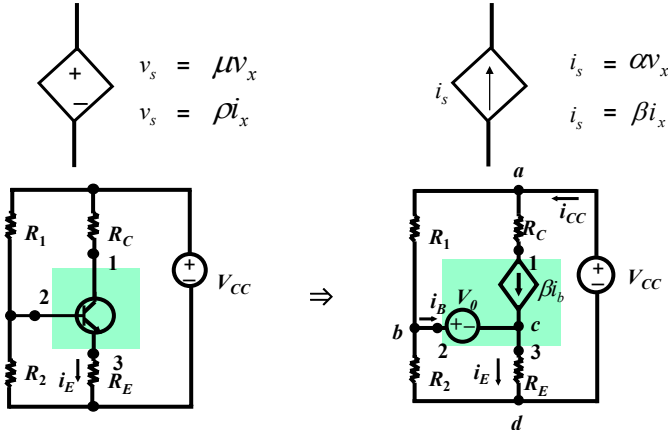 +
−
v_s = μv_x
v_s = ρi_x
i_s
i_s = αv_x
i_s = βi_x
R_1
R_C
1
2
+
−
V_CC
3
R_2
i_E
R_E
⇒
a
i_CC
R_1
R_C
1
βi_b
+
−
V_CC
i_B
V_0
b
+ −
c
2
3
R_2
i_E
R_E
d